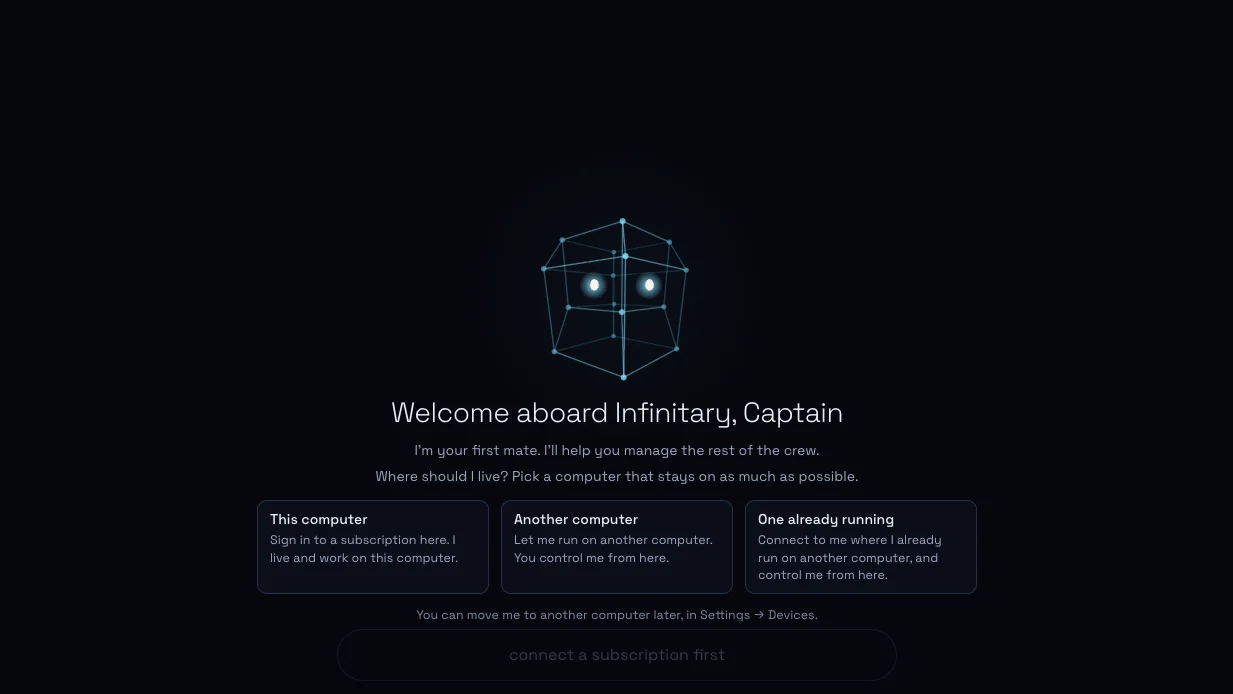 Welcome aboard Infinitary, Captain
I'm your first mate. I'll help you manage the rest of the crew.
Where should I live? Pick a computer that stays on as much as possible.
This computer
Sign in to a subscription here. I
live and work on this computer.
Another computer
Let me run on another computer.
You control me from here.
One already running
Connect to me where I already
run on another computer, and
control me from here.
You can move me to another computer later, in Settings → Devices.
connect a subscription first